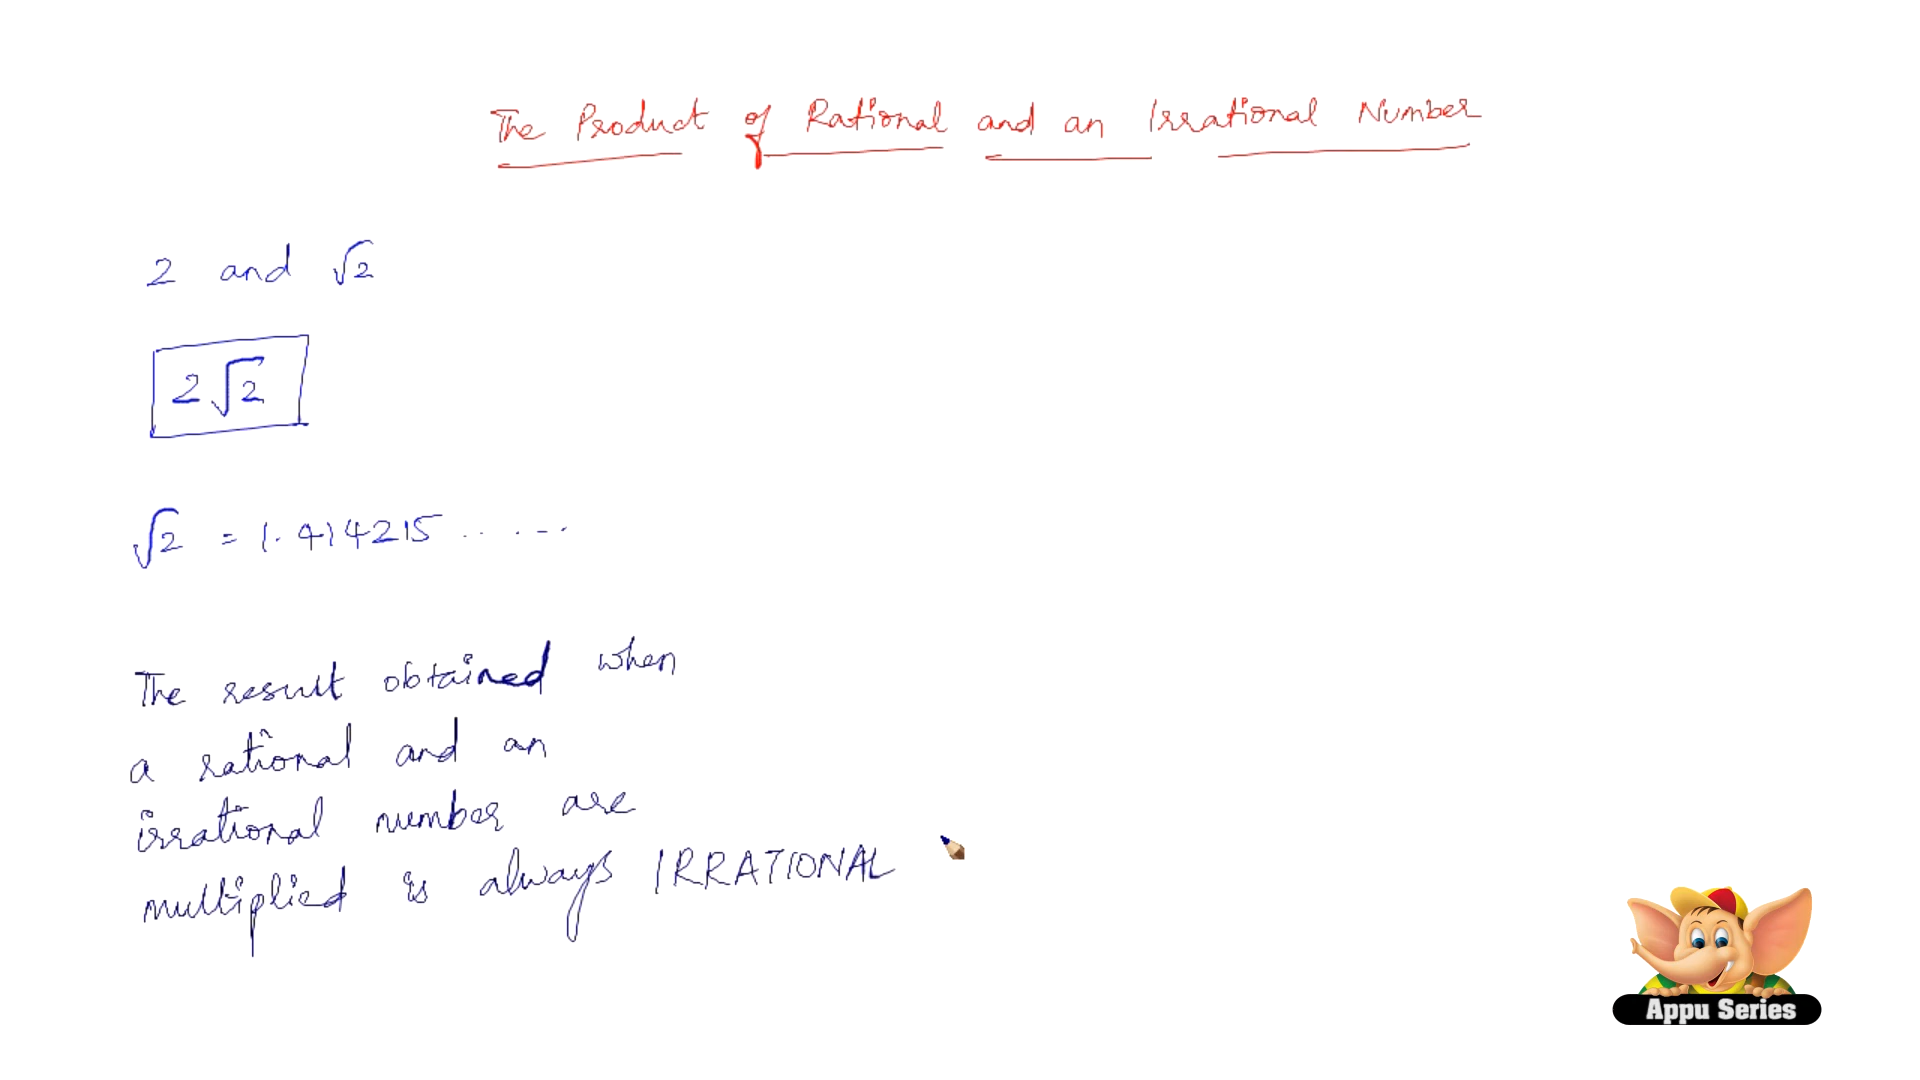 The Product of Rational and an Irrational Number
2 and √2
2√2
√2 = 1.414215.......
The result obtained when
a rational and an
irrational number are
multiplied is always IRRATIONAL
Appu Series